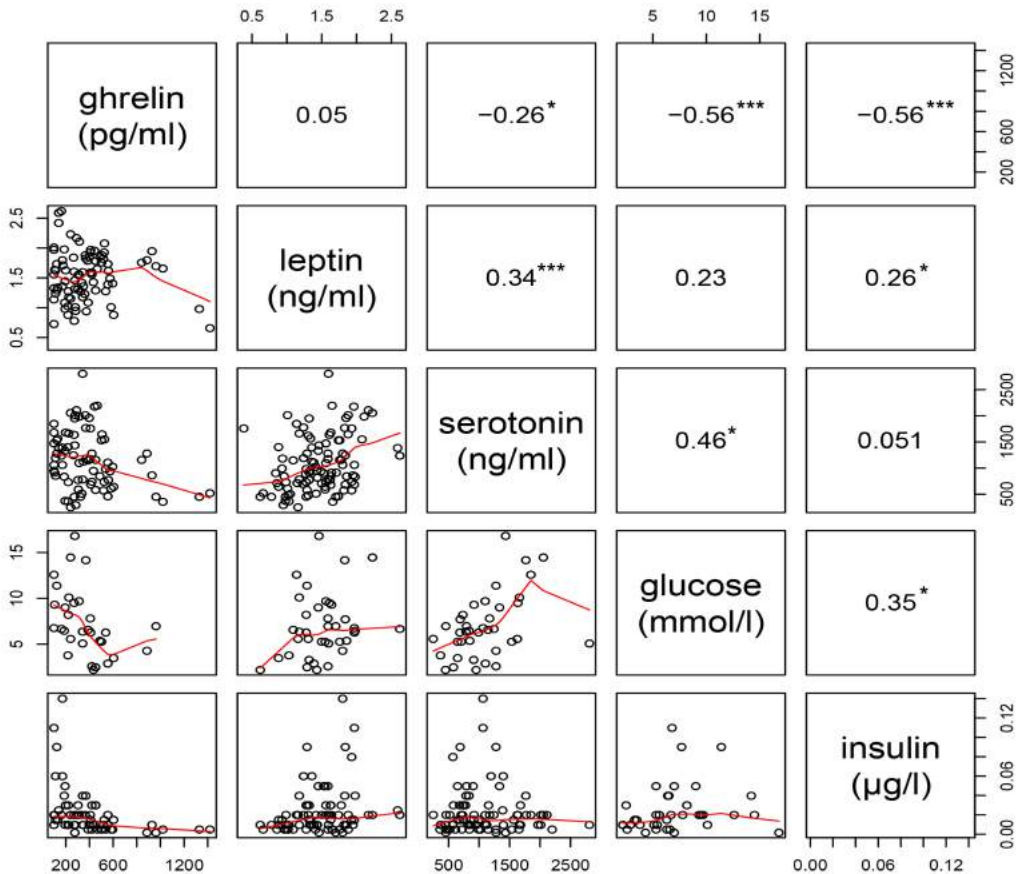 0.5 1.5 2.5 5 10 15
ghrelin
(pg/ml)
0.05
−0.26 *
−0.56 ***
−0.56 ***
200 600 1200
0.5 1.5 2.5
leptin
(ng/ml)
0.34 ***
0.23
0.26 *
serotonin
(ng/ml)
0.46 *
0.051
500 1500 2500
5 10 15
glucose
(mmol/l)
0.35 *
insulin
(µg/l)
0.00 0.06 0.12
200 600 1200 500 1500 2500 0.00 0.06 0.12